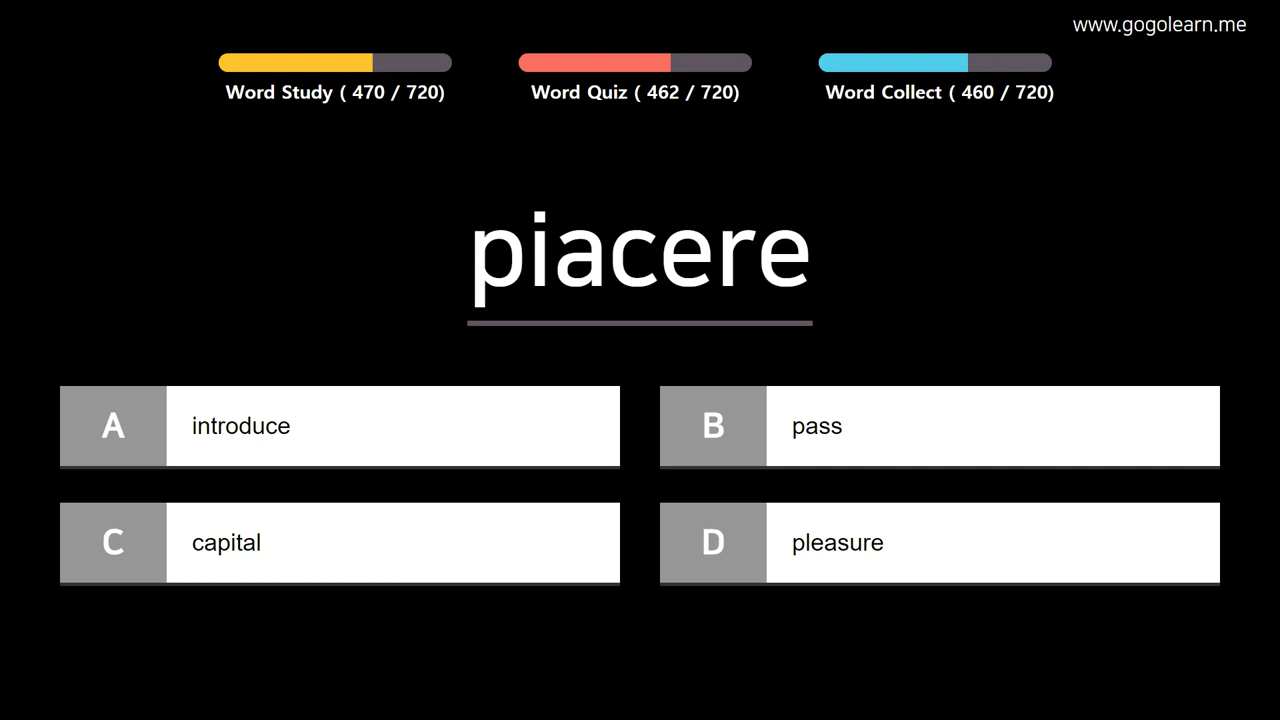 www.gogolearn.me
Word Study ( 470 / 720)
Word Quiz ( 462 / 720)
Word Collect ( 460 / 720)
piacere
A introduce
B pass
C capital
D pleasure